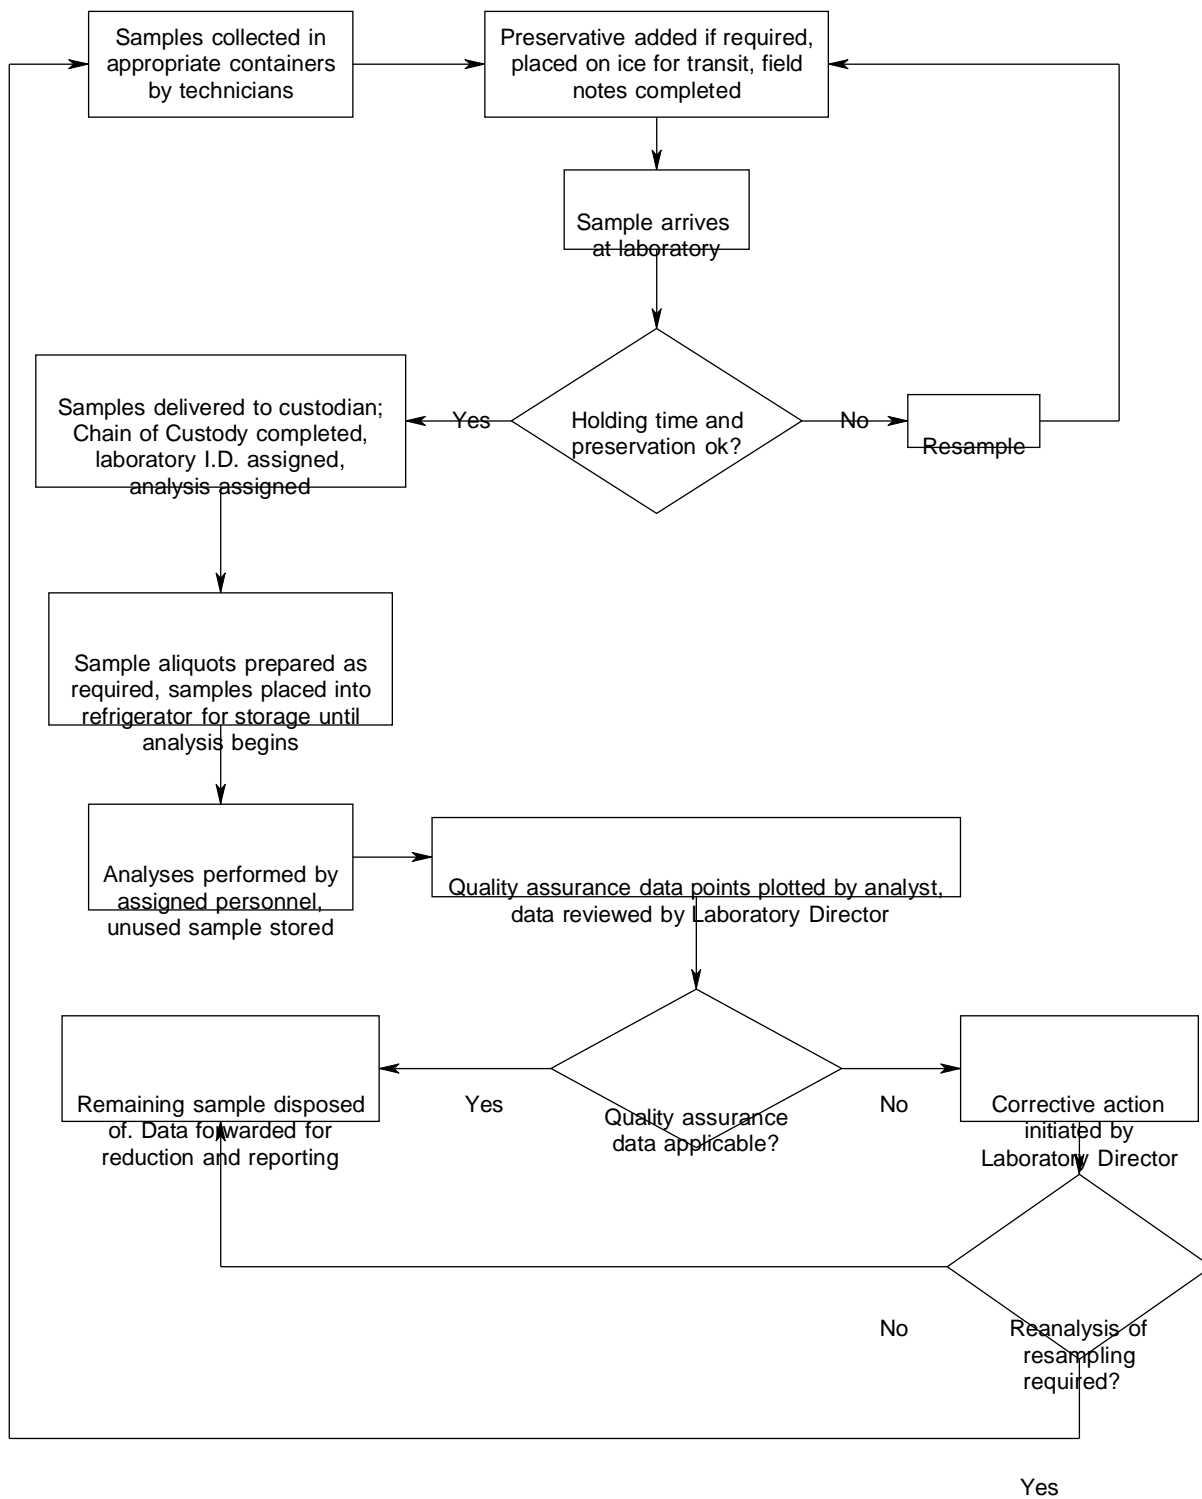 Samples collected in
appropriate containers
by technicians
Preservative added if required,
placed on ice for transit, field
notes completed
Sample arrives
at laboratory
Samples delivered to custodian;
Chain of Custody completed,
laboratory I.D. assigned,
analysis assigned
Yes
Holding time and
preservation ok?
No
Resample
Sample aliquots prepared as
required, samples placed into
refrigerator for storage until
analysis begins
Analyses performed by
assigned personnel,
unused sample stored
Quality assurance data points plotted by analyst,
data reviewed by Laboratory Director
Remaining sample disposed
of. Data forwarded for
reduction and reporting
Yes
Quality assurance
data applicable?
No
Corrective action
initiated by
Laboratory Director
No
Reanalysis of
resampling
required?
Yes